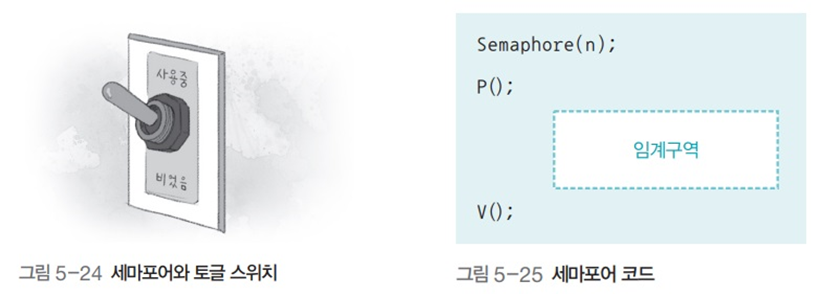 사용중
비었음
그림 5-24 세마포어와 토글 스위치
Semaphore(n);
P();
임계구역
V();
그림 5-25 세마포어 코드